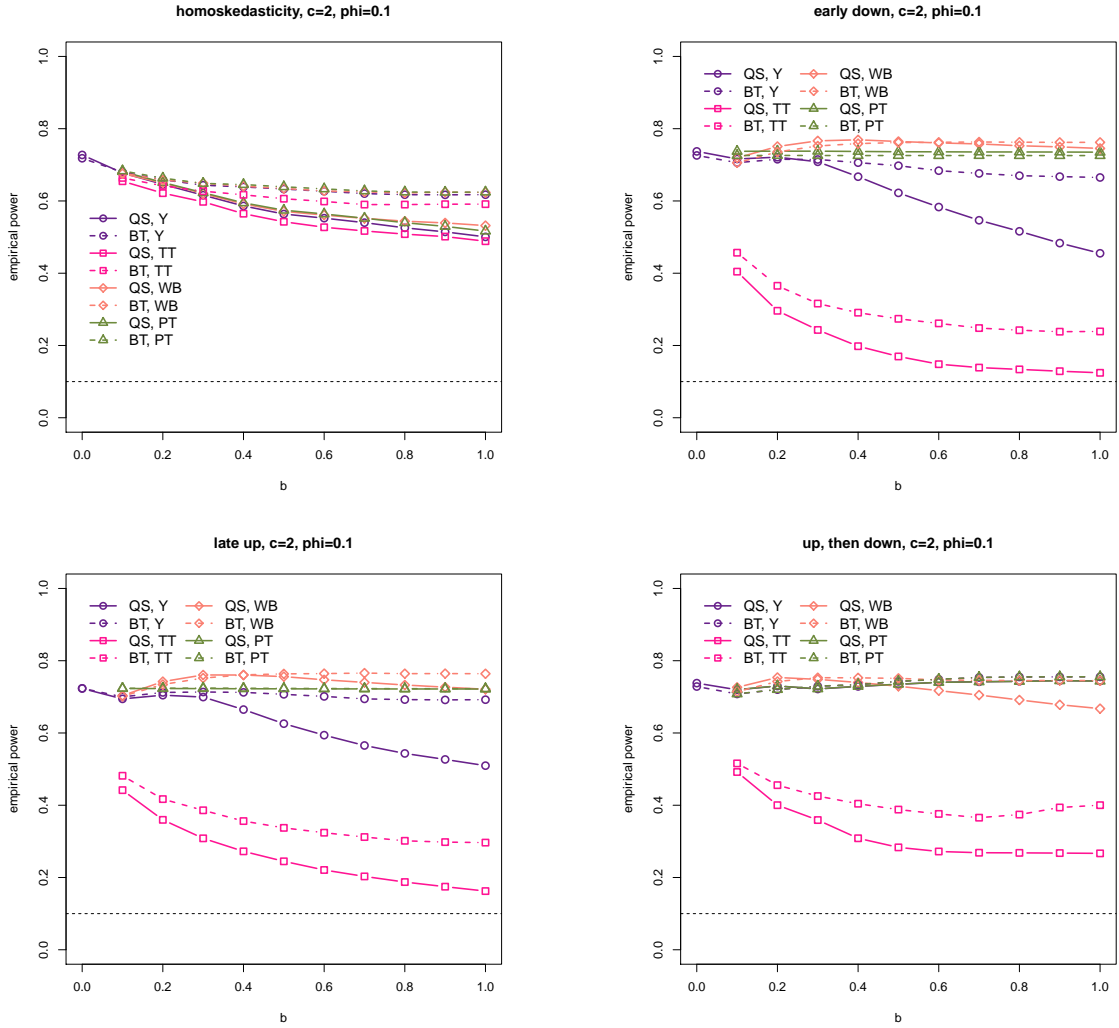 homoskedasticity, c=2, phi=0.1
empirical power
1.0
0.8
0.6
0.4
0.2
0.0
QS, Y
BT, Y
QS, TT
BT, TT
QS, WB
BT, WB
QS, PT
BT, PT
0.0 0.2 0.4 0.6 0.8 1.0
b
early down, c=2, phi=0.1
empirical power
1.0
0.8
0.6
0.4
0.2
0.0
QS, Y QS, WB
BT, Y BT, WB
QS, TT QS, PT
BT, TT BT, PT
0.0 0.2 0.4 0.6 0.8 1.0
b
late up, c=2, phi=0.1
empirical power
1.0
0.8
0.6
0.4
0.2
0.0
QS, Y QS, WB
BT, Y BT, WB
QS, TT QS, PT
BT, TT BT, PT
0.0 0.2 0.4 0.6 0.8 1.0
b
up, then down, c=2, phi=0.1
empirical power
1.0
0.8
0.6
0.4
0.2
0.0
QS, Y QS, WB
BT, Y BT, WB
QS, TT QS, PT
BT, TT BT, PT
0.0 0.2 0.4 0.6 0.8 1.0
b